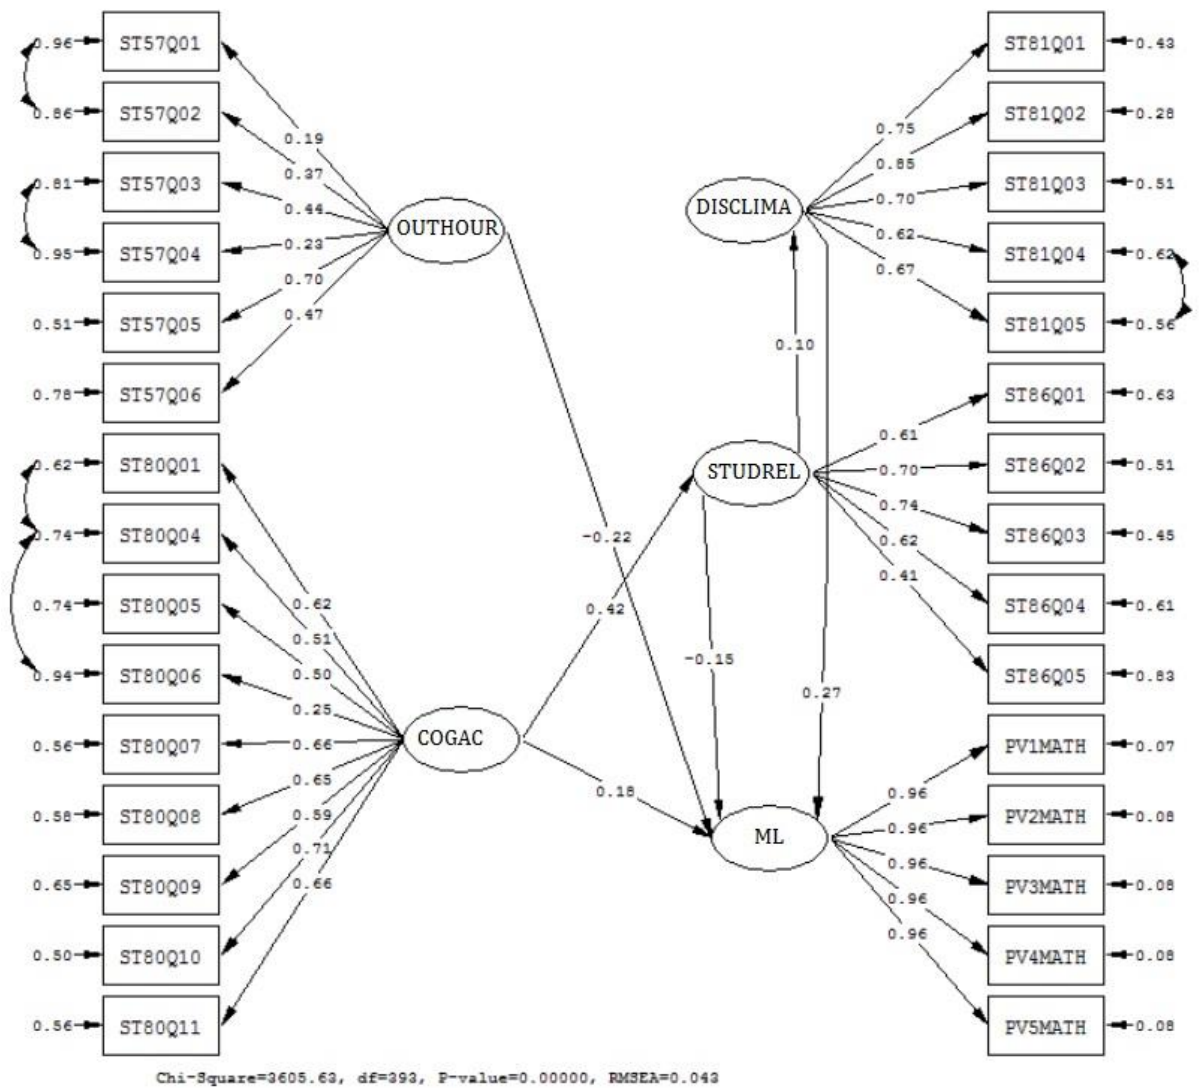 0.96 ST57Q01
0.86 ST57Q02
0.81 ST57Q03
0.95 ST57Q04
0.51 ST57Q05
0.78 ST57Q06
0.62 ST80Q01
0.74 ST80Q04
0.74 ST80Q05
0.94 ST80Q06
0.56 ST80Q07
0.58 ST80Q08
0.65 ST80Q09
0.50 ST80Q10
0.56 ST80Q11
0.19
0.37
0.44
0.23
0.70
0.47
OUTHOUR
0.62
0.51
0.50
0.25
0.66
0.65
0.59
0.71
0.66
COGAC
-0.22
0.42
0.18
DISCLIMA
0.10
STUDREL
-0.15
0.27
ML
0.75
0.85
0.70
0.62
0.67
0.61
0.70
0.74
0.62
0.41
0.96
0.96
0.96
0.96
0.96
ST81Q01 0.43
ST81Q02 0.28
ST81Q03 0.51
ST81Q04 0.62
ST81Q05 0.56
ST86Q01 0.63
ST86Q02 0.51
ST86Q03 0.45
ST86Q04 0.61
ST86Q05 0.83
PV1MATH 0.07
PV2MATH 0.08
PV3MATH 0.08
PV4MATH 0.08
PV5MATH 0.08
Chi-Square=3605.63, df=393, P-value=0.00000, RMSEA=0.043